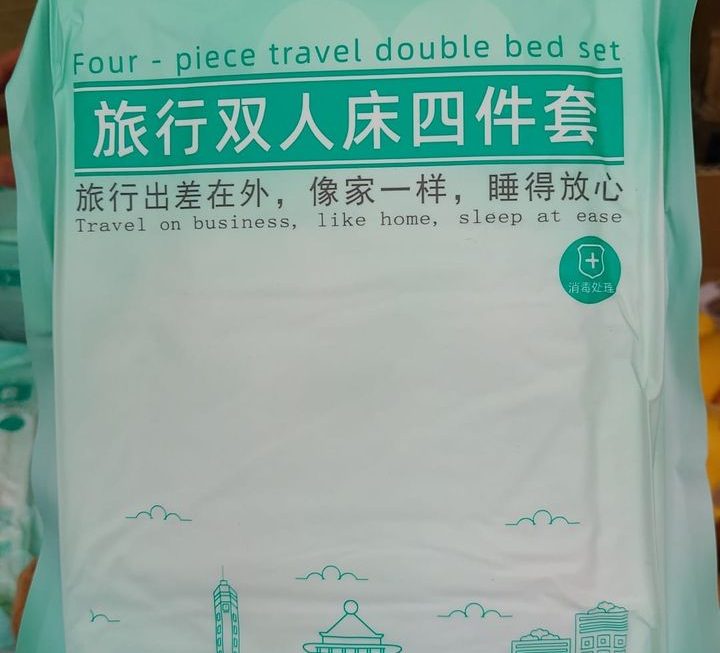 Four - piece travel double bed set
旅行双人床四件套
旅行出差在外，像家一样，睡得放心
Travel on business, like home, sleep at ease
消毒处理